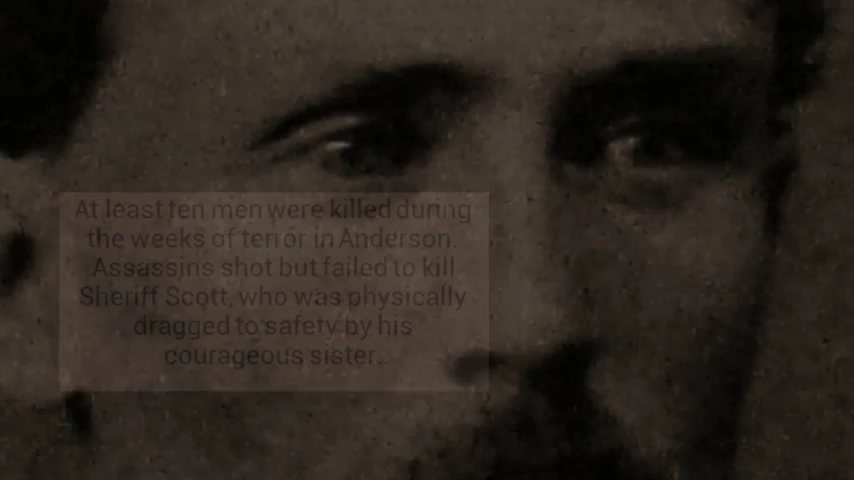 At least ten men were killed during
the weeks of terror in Anderson.
Assassins shot but failed to kill
Sheriff Scott, who was physically
dragged to safety by his
courageous sister..